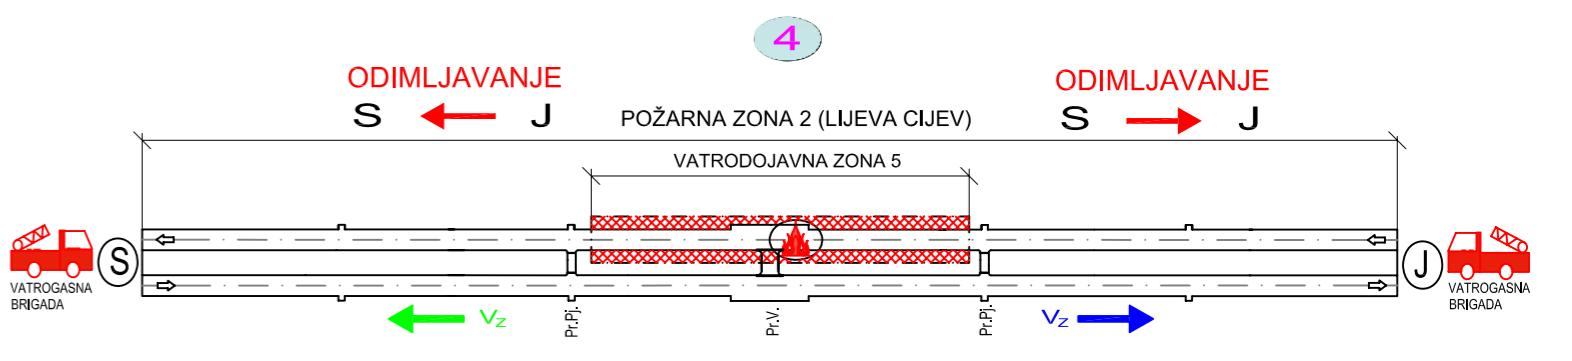 4
ODIMLJAVANJE
S J
ODIMLJAVANJE
S J
POŽARNA ZONA 2 (LIJEVA CIJEV)
VATRODOJAVNA ZONA 5
S
VATROGASNA
BRIGADA
J
VATROGASNA
BRIGADA
Vz
Pr.Pj.
Pr.V.
Pr.Pj.
Vz